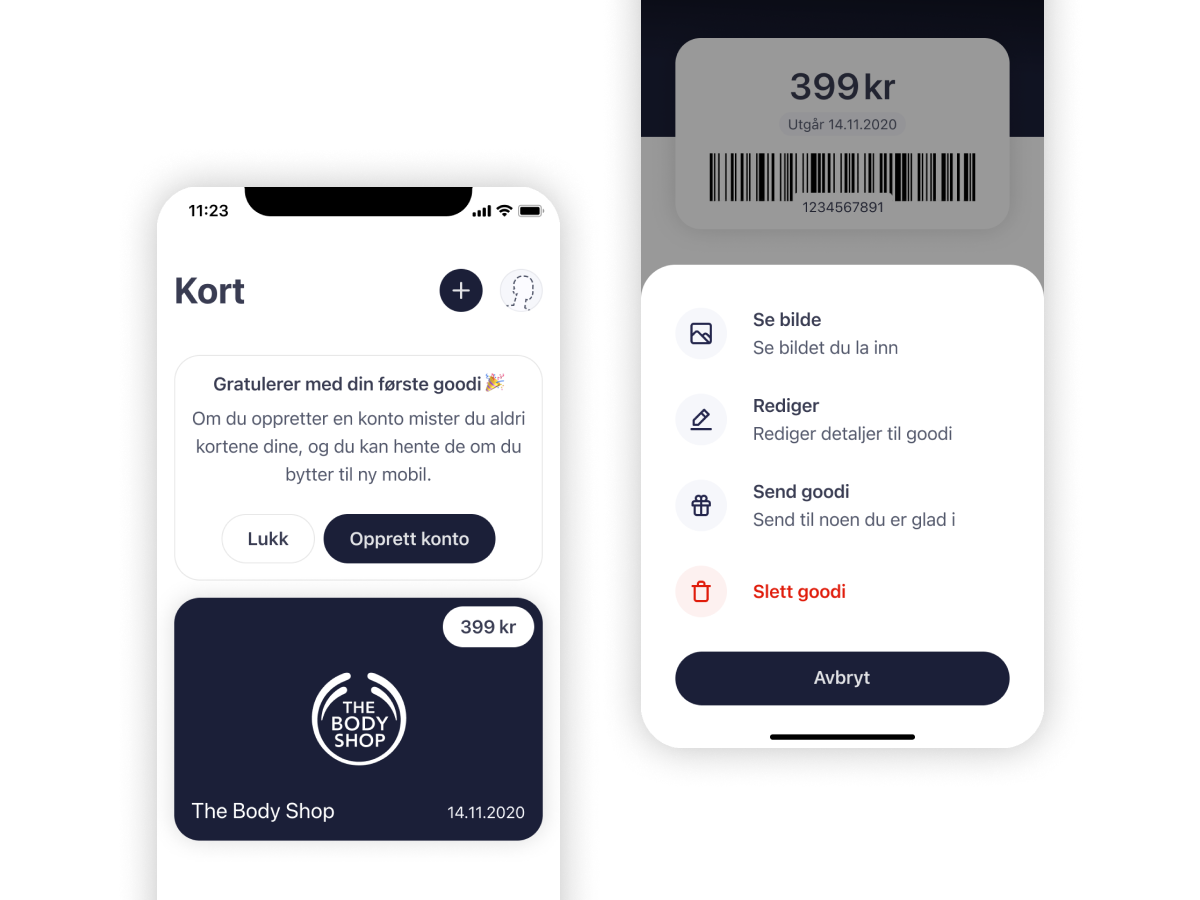 11:23
Kort
Gratulerer med din første goodi 🎉
Om du oppretter en konto mister du aldri
kortene dine, og du kan hente de om du
bytter til ny mobil.
Lukk
Opprett konto
399 kr
THE
BODY
SHOP
The Body Shop
14.11.2020
399 kr
Utgår 14.11.2020
1234567891
Se bilde
Se bildet du la inn
Rediger
Rediger detaljer til goodi
Send goodi
Send til noen du er glad i
Slett goodi
Avbryt